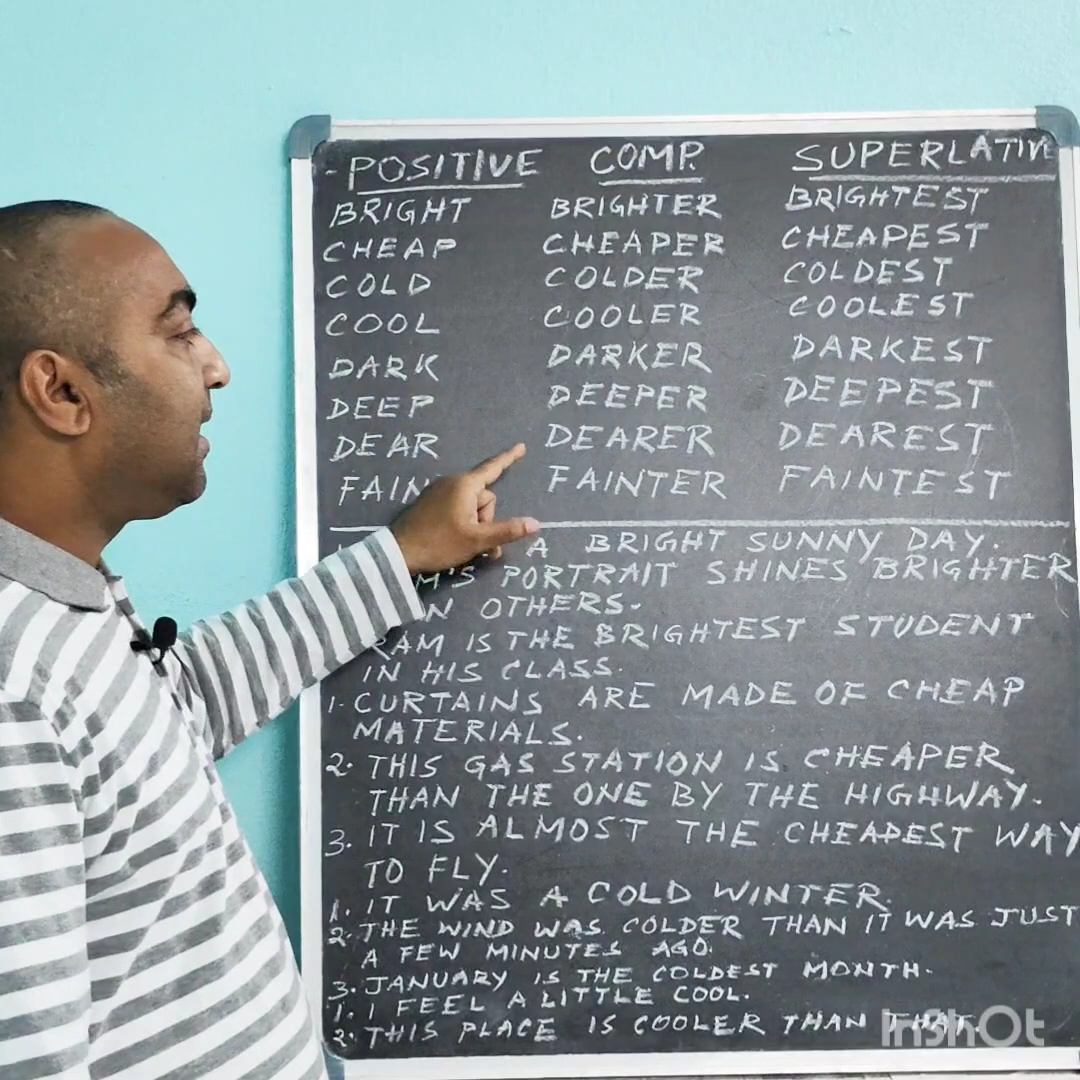 - POSITIVE COMP. SUPERLATIV
BRIGHT BRIGHTER BRIGHTEST
CHEAP CHEAPER CHEAPEST
COLD COLDER COLDEST
COOL COOLER COOLEST
DARK DARKER DARKEST
DEEP DEEPER DEEPEST
DEAR DEARER DEAREST
FAIN FAINTER FAINTEST
A BRIGHT SUNNY DAY.
M'S PORTRAIT SHINES BRIGHTER
N OTHERS.
RAM IS THE BRIGHTEST STUDENT
IN HIS CLASS.
1. CURTAINS ARE MADE OF CHEAP
MATERIALS.
2. THIS GAS STATION IS CHEAPER
THAN THE ONE BY THE HIGHWAY.
3. IT IS ALMOST THE CHEAPEST WAY
TO FLY.
1. IT WAS A COLD WINTER.
2. THE WIND WAS COLDER THAN IT WAS JUST
A FEW MINUTES AGO.
3. JANUARY IS THE COLDEST MONTH.
1. I FEEL A LITTLE COOL.
2. THIS PLACE IS COOLER THAN THAT.
InShOt